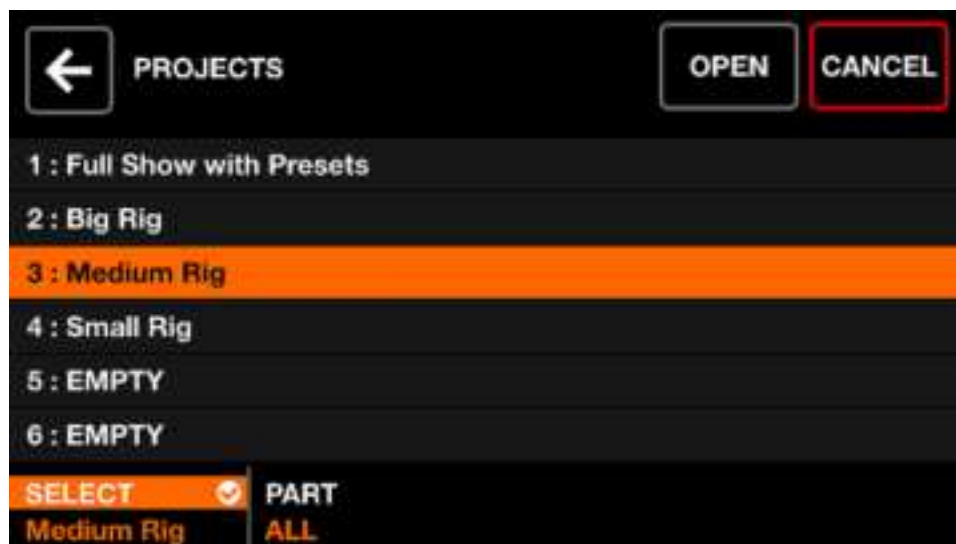 PROJECTS
OPEN
CANCEL
1 : Full Show with Presets
2 : Big Rig
3 : Medium Rig
4 : Small Rig
5 : EMPTY
6 : EMPTY
SELECT
PART
Medium Rig
ALL